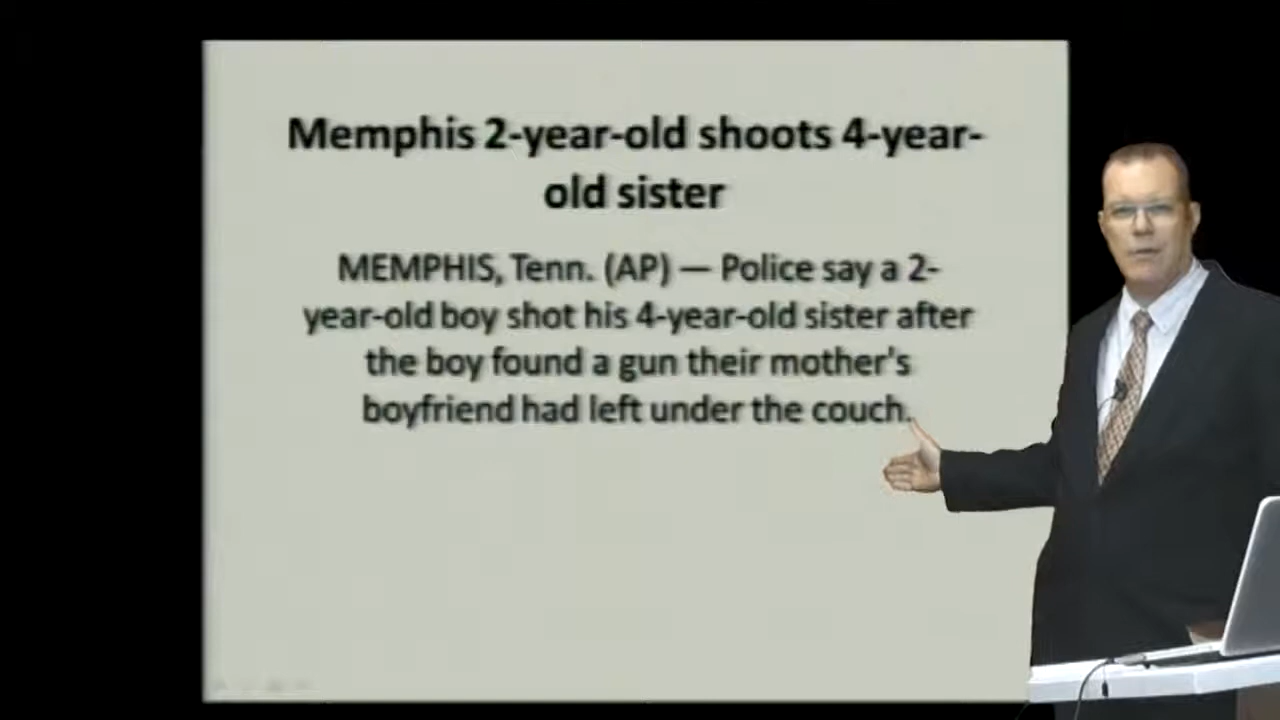 Memphis 2-year-old shoots 4-year-
old sister
MEMPHIS, Tenn. (AP) — Police say a 2-
year-old boy shot his 4-year-old sister after
the boy found a gun their mother's
boyfriend had left under the couch.